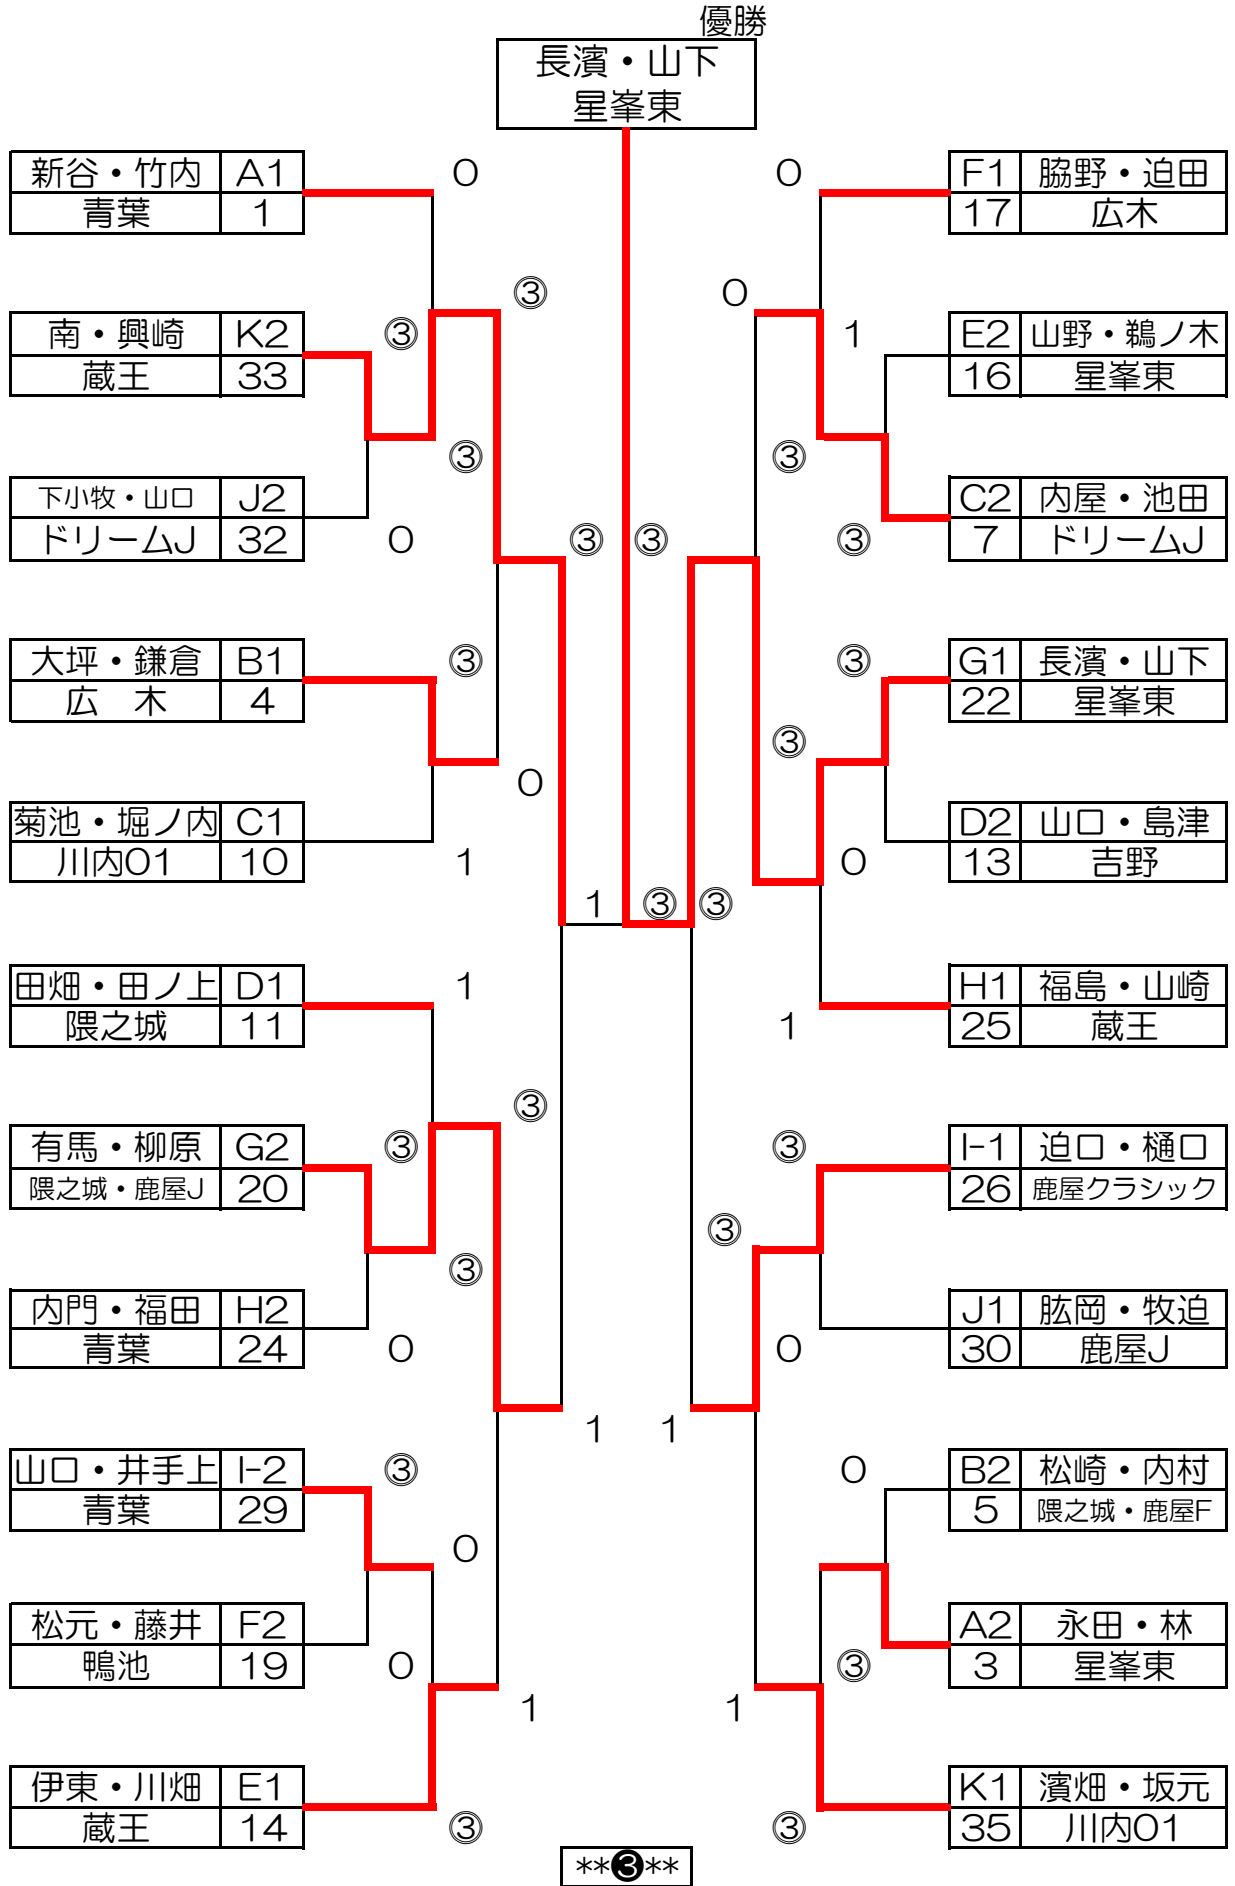 優勝
長濱・山下
星峯東
新谷・竹内 A1
青葉 1
0
0
F1 脇野・迫田
17 広木
③
0
南・興崎 K2
蔵王 33
③
1
E2 山野・鵜ノ木
16 星峯東
③
③
下小牧・山口 J2
ドリームJ 32
0
③
③
③
C2 内屋・池田
7 ドリームJ
大坪・鎌倉 B1
広 木 4
③
③
G1 長濱・山下
22 星峯東
③
0
菊池・堀ノ内 C1
川内01 10
1
0
D2 山口・島津
13 吉野
1
③
③
田畑・田ノ上 D1
隈之城 11
1
1
H1 福島・山崎
25 蔵王
③
有馬・柳原 G2
隈之城・鹿屋J 20
③
③
I-1 迫口・樋口
26 鹿屋クラシック
③
③
内門・福田 H2
青葉 24
0
0
J1 肱岡・牧迫
30 鹿屋J
1
1
山口・井手上 I-2
青葉 29
③
0
B2 松崎・内村
5 隈之城・鹿屋F
0
松元・藤井 F2
鴨池 19
0
③
A2 永田・林
3 星峯東
1
1
伊東・川畑 E1
蔵王 14
③
③
K1 濱畑・坂元
35 川内01
**❸**